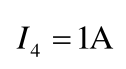 I₄ = 1A